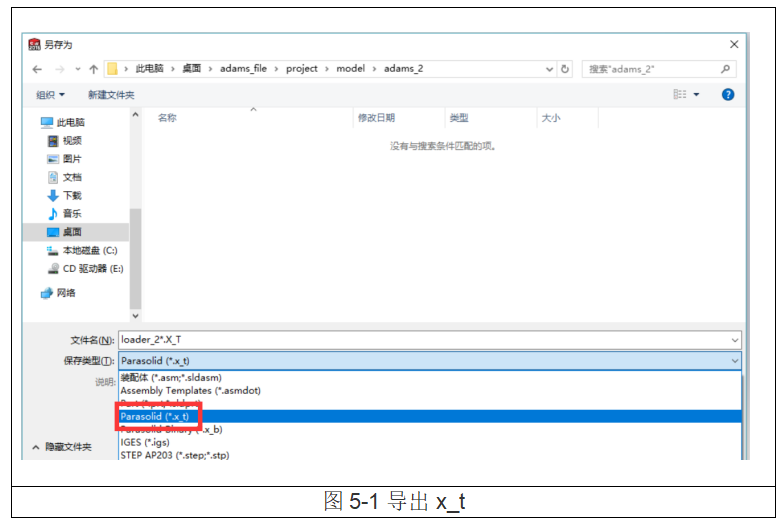 另存为
此电脑 › 桌面 › adams_file › project › model › adams_2
搜索"adams_2"
组织 新建文件夹
名称 修改日期 类型 大小
没有与搜索条件匹配的项。
此电脑
视频
图片
文档
下载
音乐
桌面
本地磁盘 (C:)
CD 驱动器 (E:)
网络
文件名(N): loader_2*.X_T
保存类型(T): Parasolid (*.x_t)
说明:
装配体 (*.asm;*.sldasm)
Assembly Templates (*.asmdot)
Part (*.prt;*.sldprt)
Parasolid (*.x_t)
Parasolid Binary (*.x_b)
IGES (*.igs)
STEP AP203 (*.step;*.stp)
隐藏文件夹
图 5-1 导出 x_t